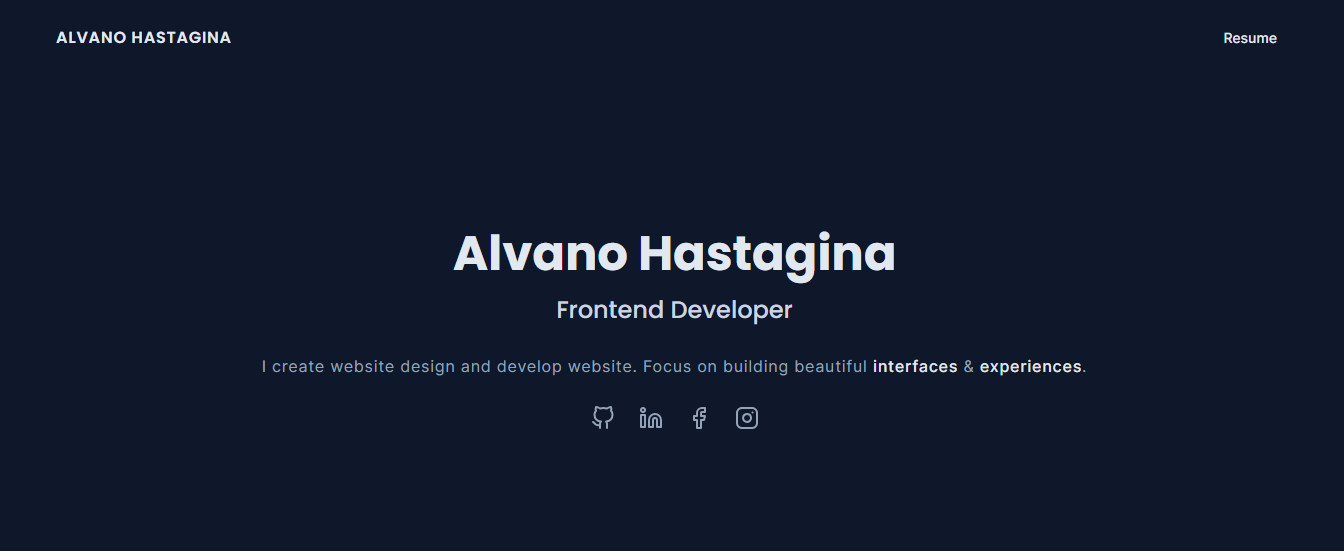 ALVANO HASTAGINA
Resume
Alvano Hastagina
Frontend Developer
I create website design and develop website. Focus on building beautiful interfaces & experiences.